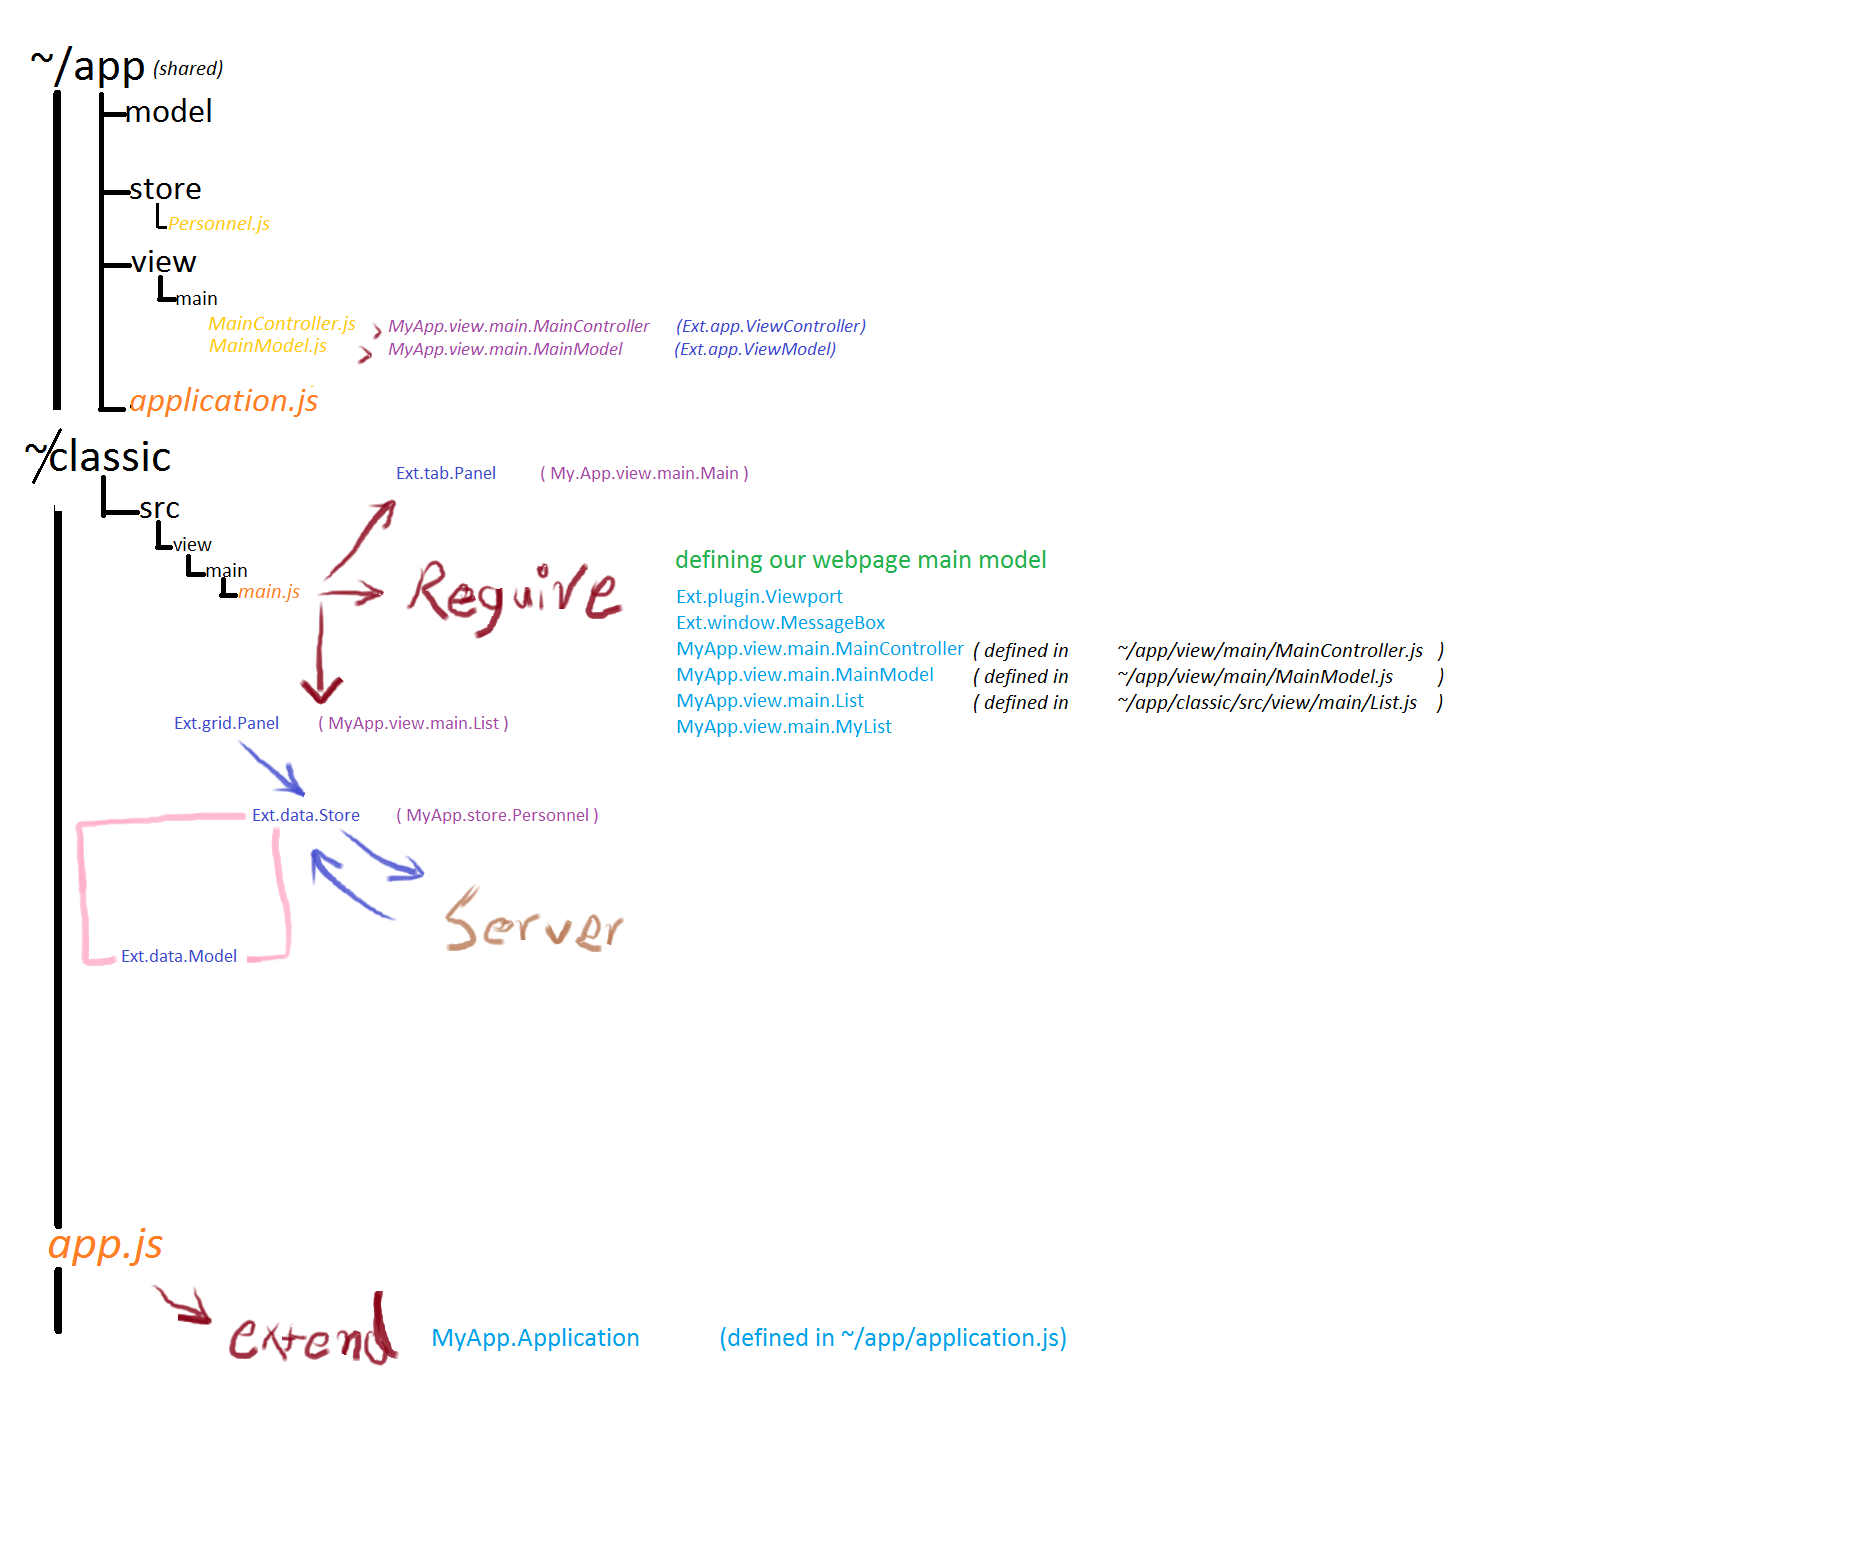 ~/app (shared)
model
store
Personnel.js
view
main
MainController.js > MyApp.view.main.MainController (Ext.app.ViewController)
MainModel.js > MyApp.view.main.MainModel (Ext.app.ViewModel)
application.js
~/classic
Ext.tab.Panel ( My.App.view.main.Main )
src
view
main
main.js
Require
defining our webpage main model
Ext.plugin.Viewport
Ext.window.MessageBox
MyApp.view.main.MainController ( defined in ~/app/view/main/MainController.js )
MyApp.view.main.MainModel ( defined in ~/app/view/main/MainModel.js )
MyApp.view.main.List ( defined in ~/app/classic/src/view/main/List.js )
MyApp.view.main.MyList
Ext.grid.Panel ( MyApp.view.main.List )
Ext.data.Store ( MyApp.store.Personnel )
Server
Ext.data.Model
app.js
extend MyApp.Application (defined in ~/app/application.js)